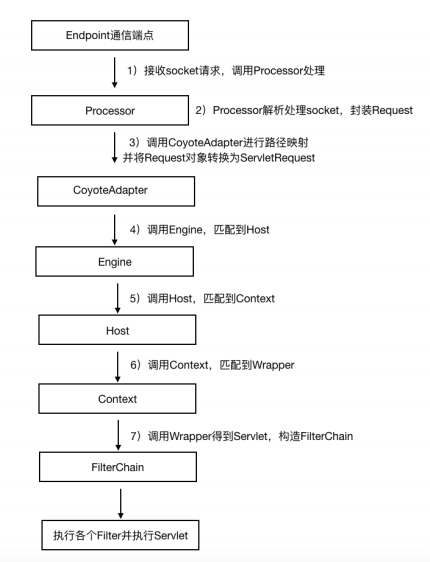 Endpoint通信端点
1）接收socket请求，调用Processor处理
Processor
2）Processor解析处理socket，封装Request
3）调用CoyoteAdapter进行路径映射
并将Request对象转换为ServletRequest
CoyoteAdapter
4）调用Engine，匹配到Host
Engine
5）调用Host，匹配到Context
Host
6）调用Context，匹配到Wrapper
Context
7）调用Wrapper得到Servlet，构造FilterChain
FilterChain
执行各个Filter并执行Servlet